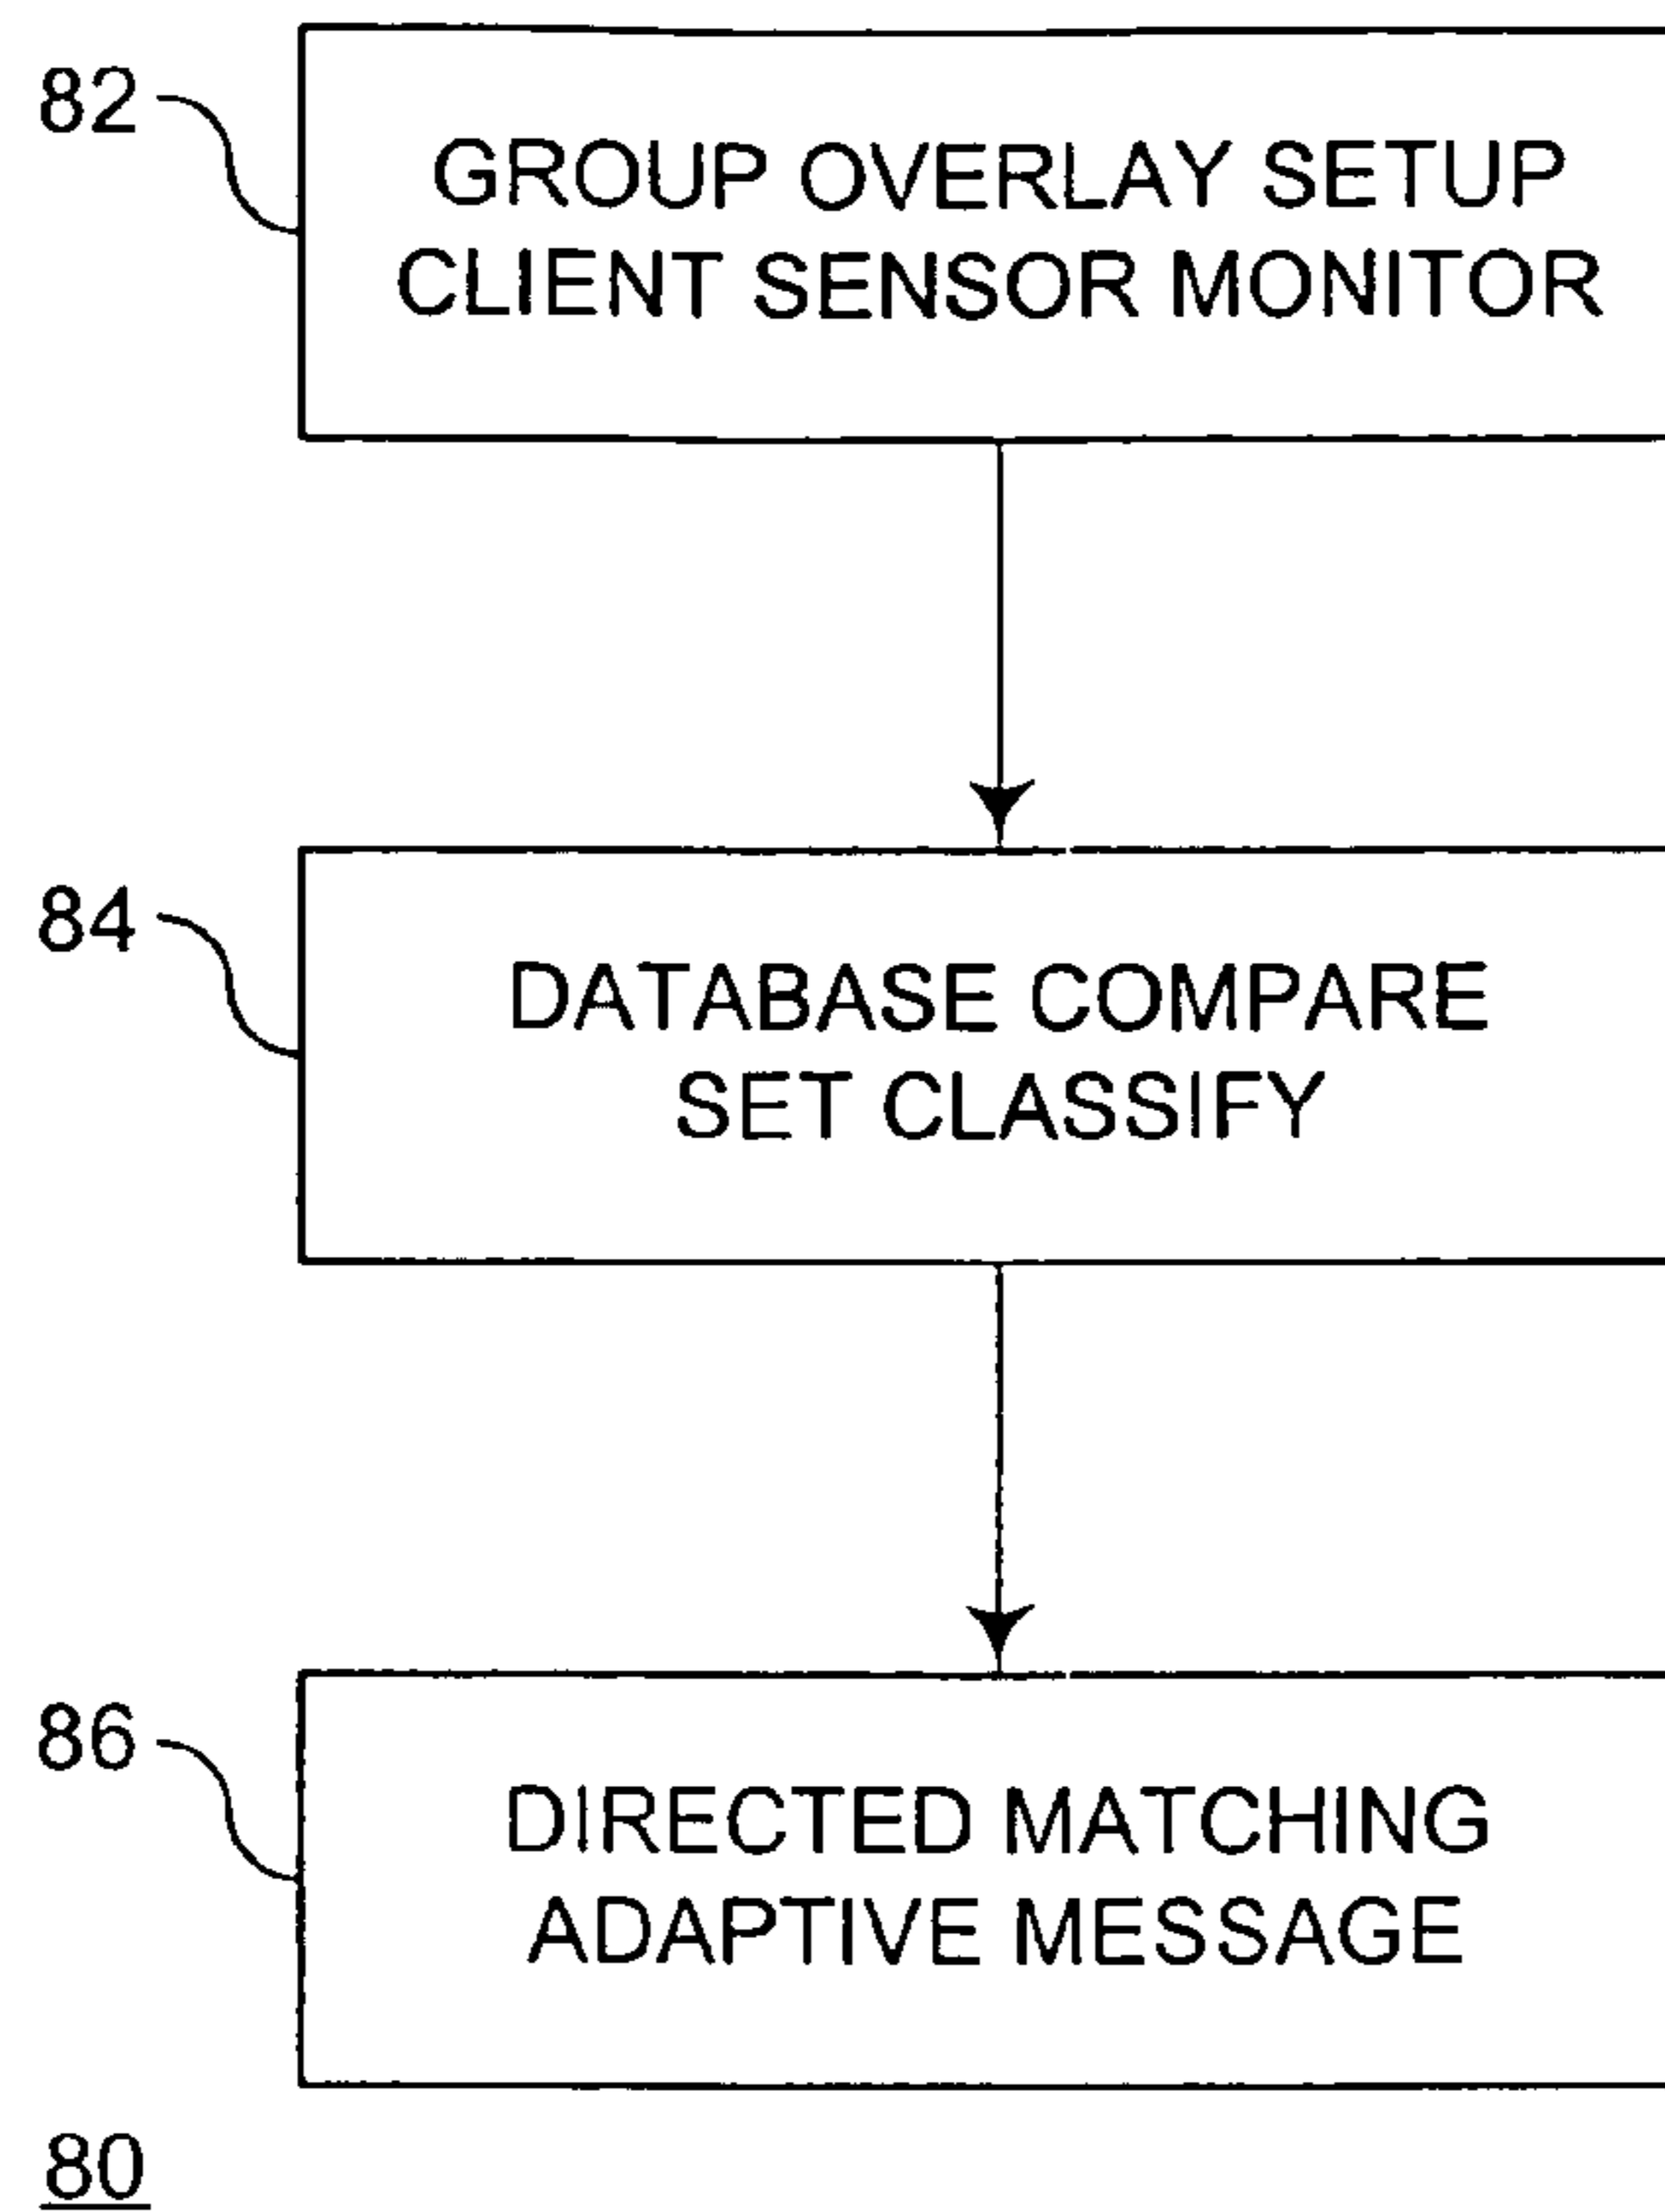 82
GROUP OVERLAY SETUP
CLIENT SENSOR MONITOR
84
DATABASE COMPARE
SET CLASSIFY
86
DIRECTED MATCHING
ADAPTIVE MESSAGE
80